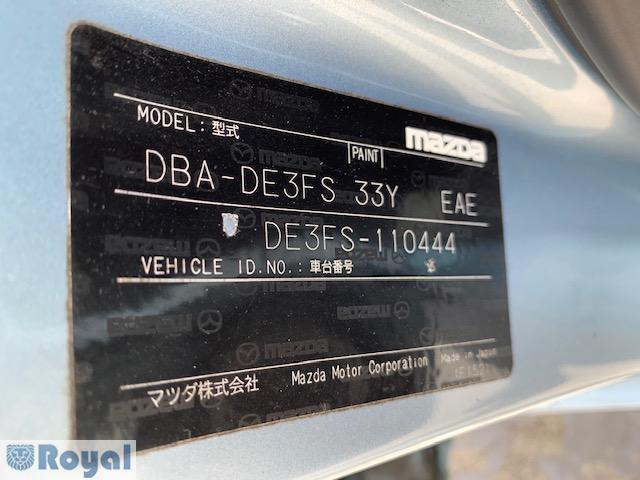 mazda
MODEL:型式
PAINT
DBA-DE3FS 33Y EAE
DE3FS-110444
VEHICLE ID.NO.:車台番号
マツダ株式会社 Mazda Motor Corporation Made in Japan
Royal